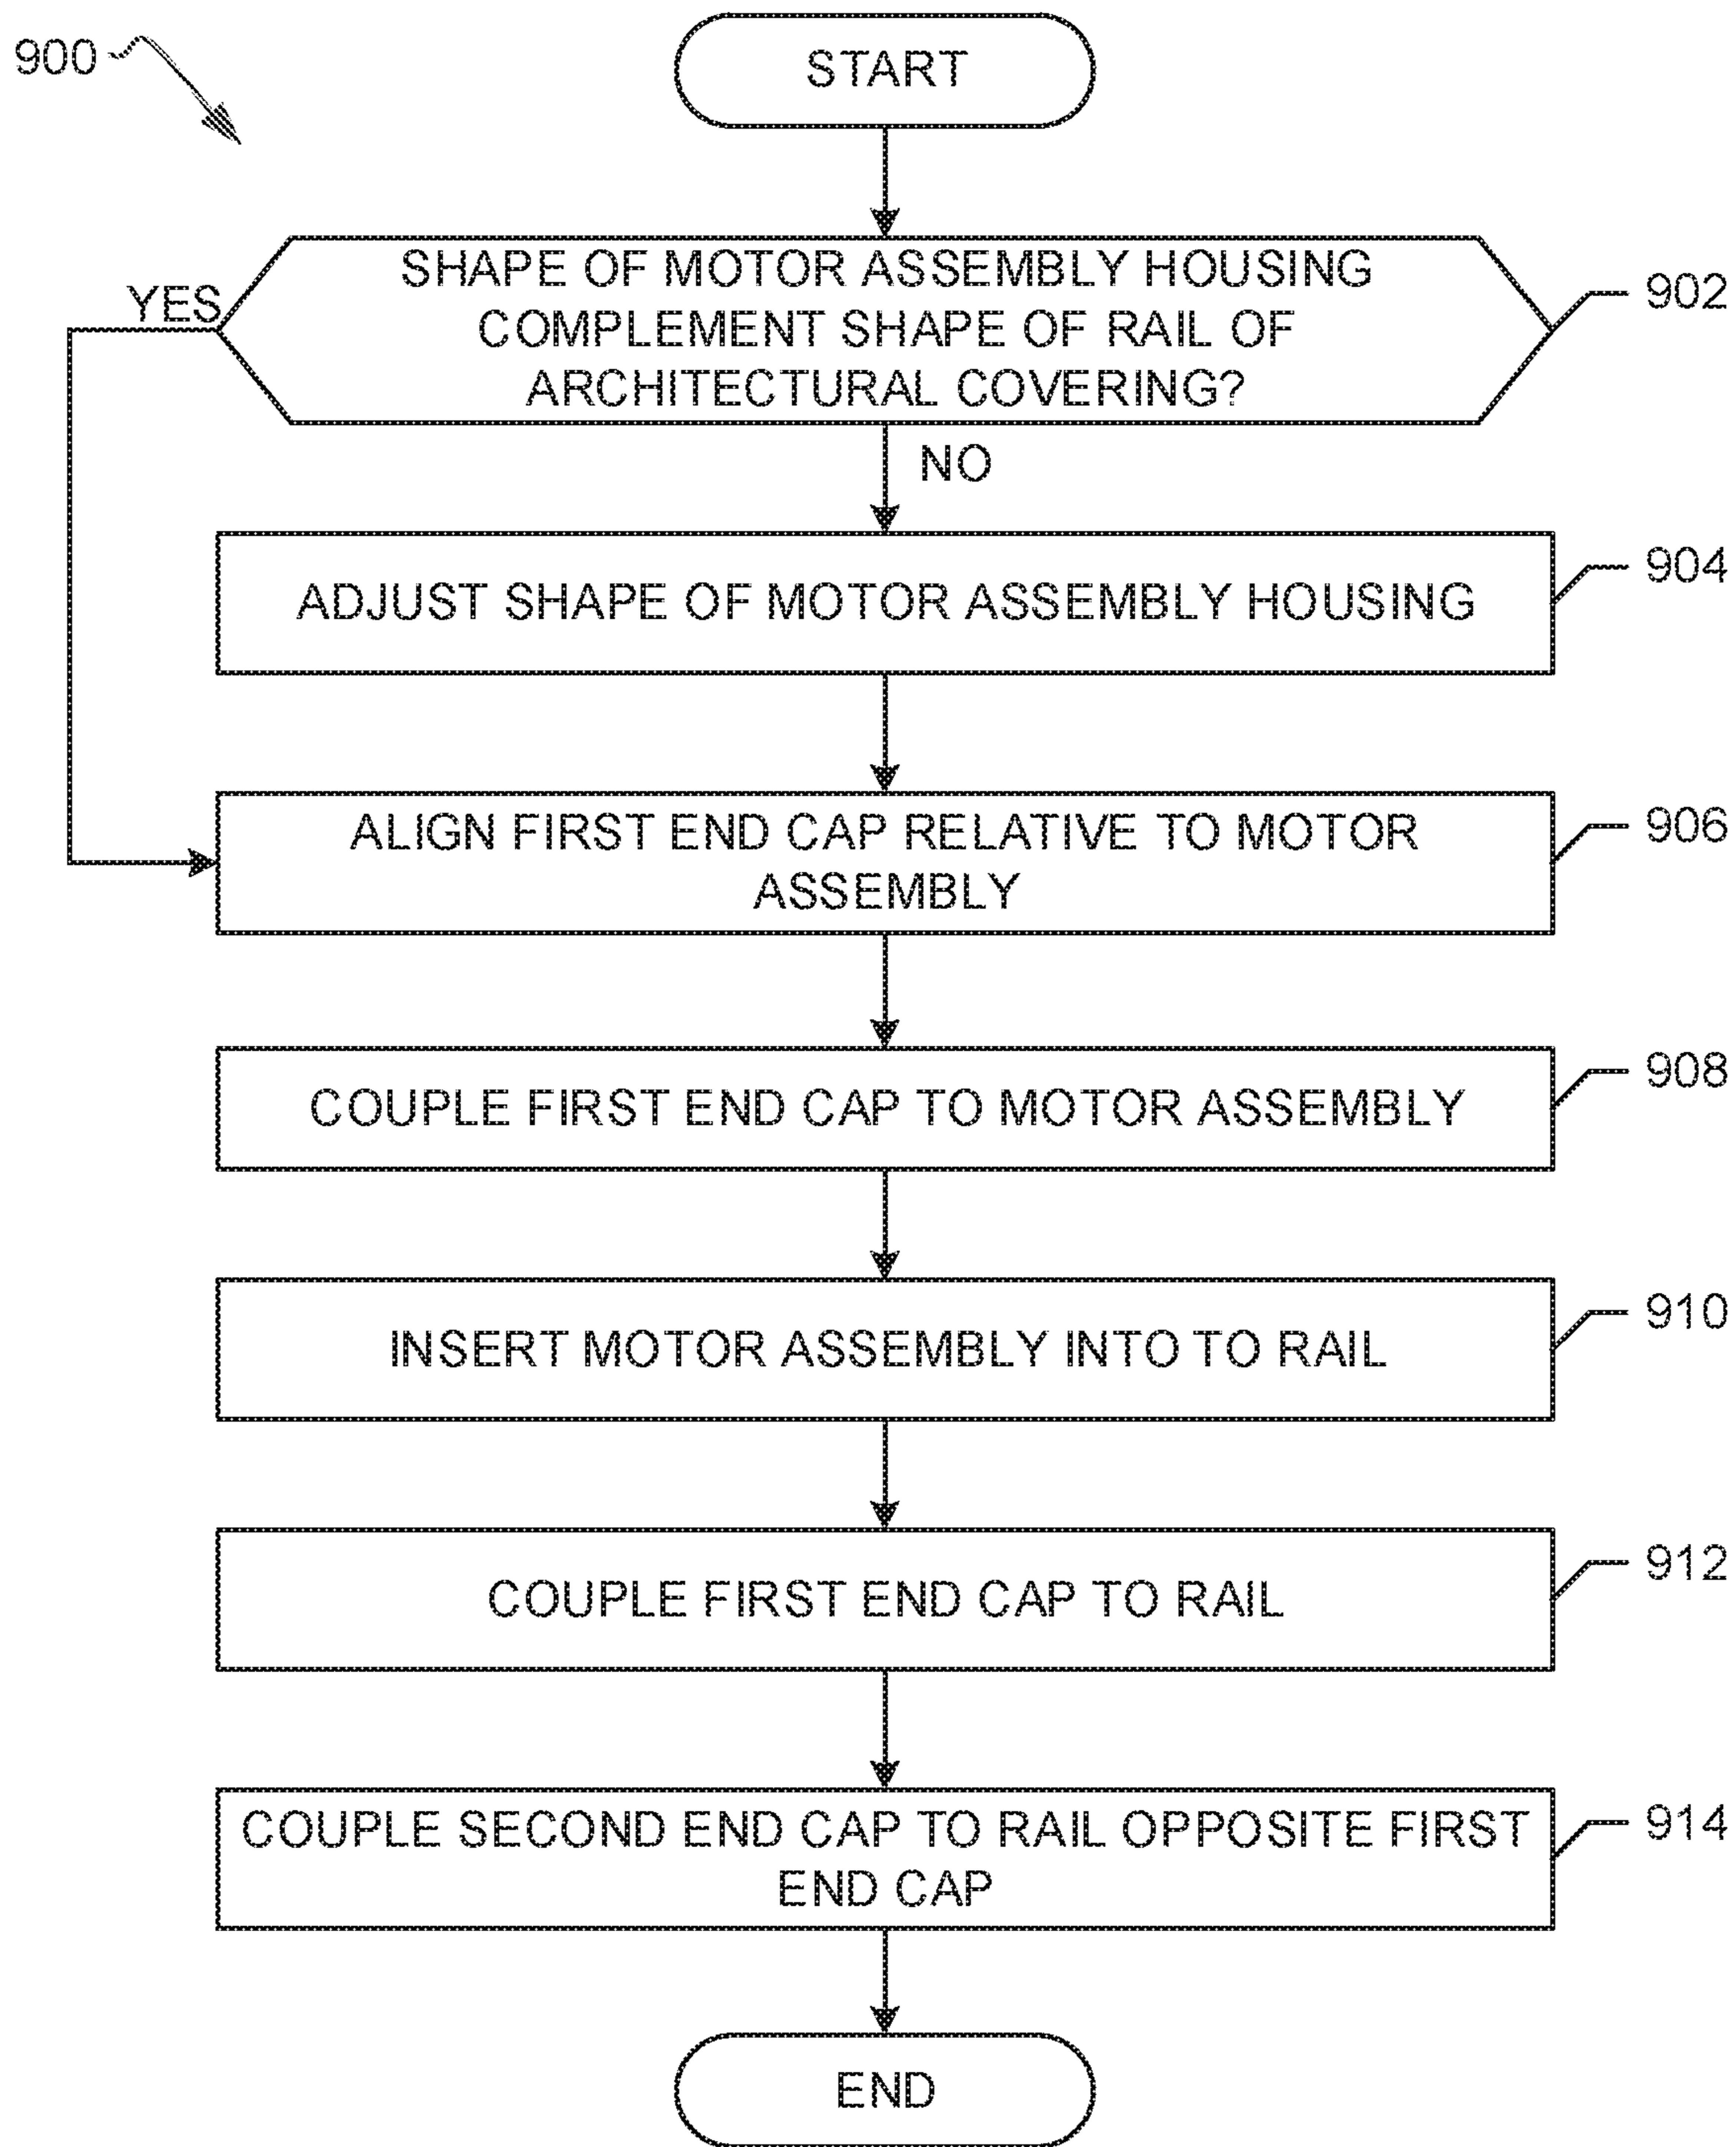 900
START
SHAPE OF MOTOR ASSEMBLY HOUSING
COMPLEMENT SHAPE OF RAIL OF
ARCHITECTURAL COVERING?
902
YES
NO
ADJUST SHAPE OF MOTOR ASSEMBLY HOUSING
904
ALIGN FIRST END CAP RELATIVE TO MOTOR
ASSEMBLY
906
COUPLE FIRST END CAP TO MOTOR ASSEMBLY
908
INSERT MOTOR ASSEMBLY INTO TO RAIL
910
COUPLE FIRST END CAP TO RAIL
912
COUPLE SECOND END CAP TO RAIL OPPOSITE FIRST
END CAP
914
END